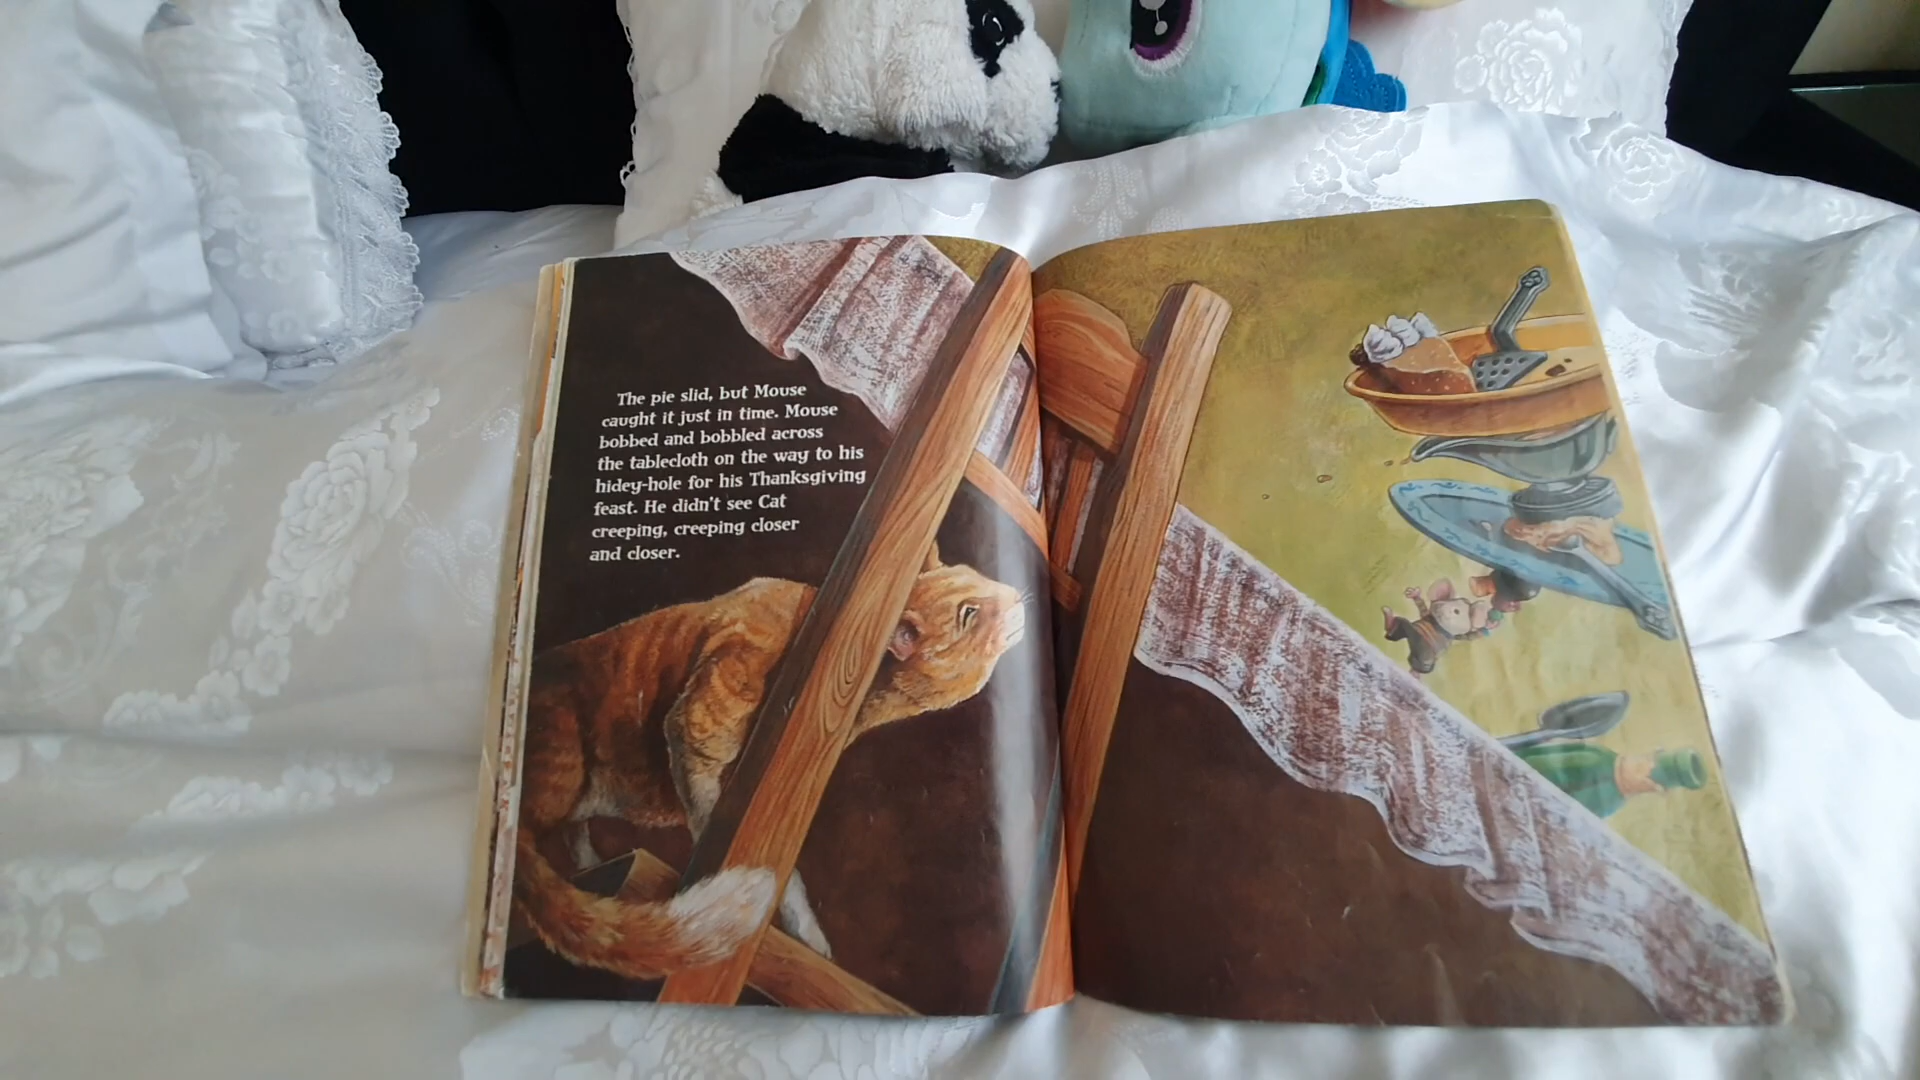 The pie slid, but Mouse
caught it just in time. Mouse
bobbed and bobbled across
the tablecloth on the way to his
hidey-hole for his Thanksgiving
feast. He didn't see Cat
creeping, creeping closer
and closer.